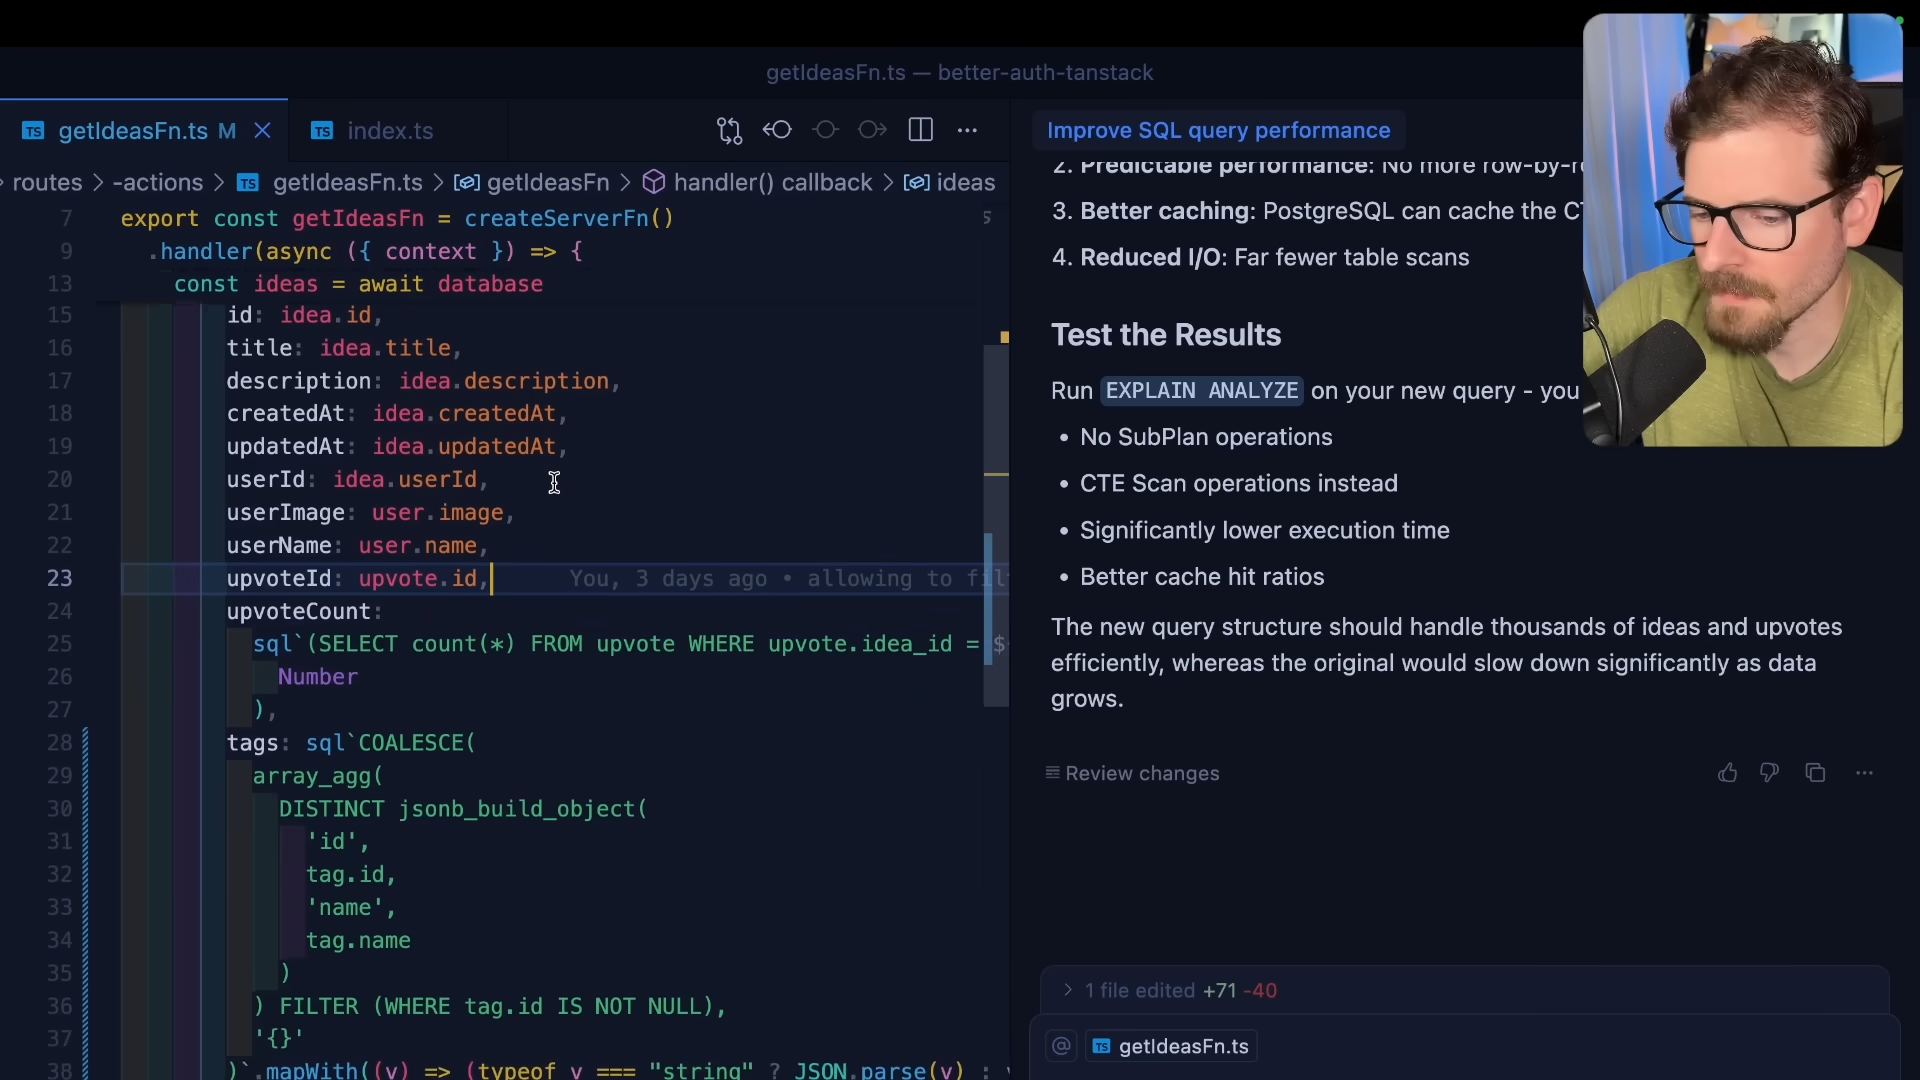 getIdeasFn.ts — better-auth-tanstack
getIdeasFn.ts M
index.ts
routes > -actions > getIdeasFn.ts > getIdeasFn > handler() callback > ideas
7 export const getIdeasFn = createServerFn()
9 .handler(async ({ context }) => {
13 const ideas = await database
15 id: idea.id,
16 title: idea.title,
17 description: idea.description,
18 createdAt: idea.createdAt,
19 updatedAt: idea.updatedAt,
20 userId: idea.userId,
21 userImage: user.image,
22 userName: user.name,
23 upvoteId: upvote.id, You, 3 days ago • allowing to
24 upvoteCount:
25 sql`(SELECT count(*) FROM upvote WHERE upvote.idea_id = $
26 Number
27 ),
28 tags: sql`COALESCE(
29 array_agg(
30 DISTINCT jsonb_build_object(
31 'id',
32 tag.id,
33 'name',
34 tag.name
35 )
36 ) FILTER (WHERE tag.id IS NOT NULL),
37 '{}'
38 )`.mapWith((v) => (typeof v === "string" ? JSON.parse(v) :
Improve SQL query performance
2. Predictable performance: No more row-by-r
3. Better caching: PostgreSQL can cache the C
4. Reduced I/O: Far fewer table scans
Test the Results
Run EXPLAIN ANALYZE on your new query - you
• No SubPlan operations
• CTE Scan operations instead
• Significantly lower execution time
• Better cache hit ratios
The new query structure should handle thousands of ideas and upvotes
efficiently, whereas the original would slow down significantly as data
grows.
Review changes
> 1 file edited +71 -40
@ TS getIdeasFn.ts